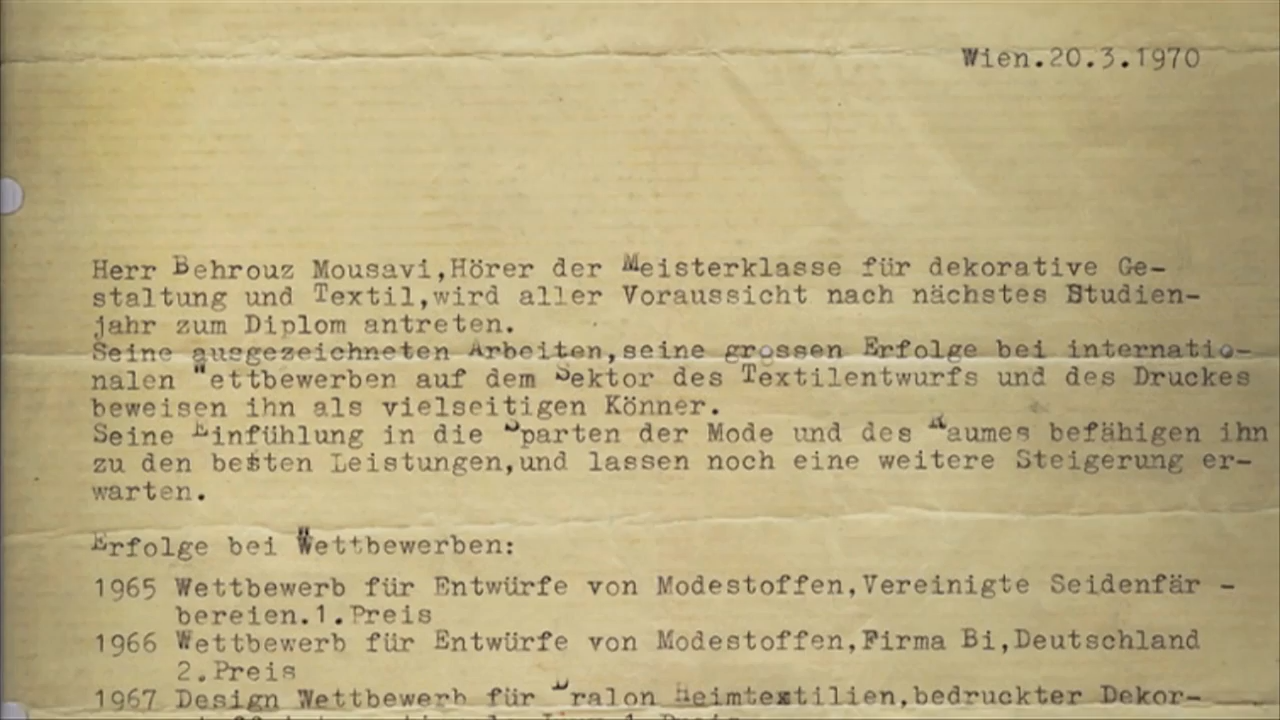 Wien.20.3.1970
Herr Behrouz Mousavi,Hörer der Meisterklasse für dekorative Ge-
staltung und Textil,wird aller Voraussicht nach nächstes Studien-
jahr zum Diplom antreten.
Seine ausgezeichneten Arbeiten,seine grossen Erfolge bei internatio-
nalen Wettbewerben auf dem Sektor des Textilentwurfs und des Druckes
beweisen ihn als vielseitigen Könner.
Seine Einfühlung in die Sparten der Mode und des Raumes befähigen ihn
zu den besten Leistungen,und lassen noch eine weitere Steigerung er-
warten.
Erfolge bei Wettbewerben:
1965 Wettbewerb für Entwürfe von Modestoffen,Vereinigte Seidenfär -
bereien.1.Preis
1966 Wettbewerb für Entwürfe von Modestoffen,Firma Bi,Deutschland
2.Preis
1967 Design Wettbewerb für Dralon Heimtextilien,bedruckter Dekor-